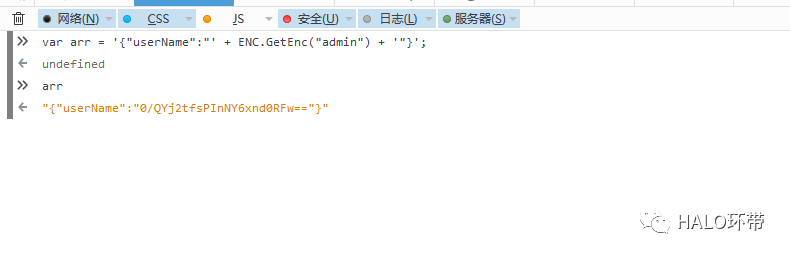 网络(N) CSS JS 安全(U) 日志(L) 服务器(S)
var arr = '{"userName":"' + ENC.GetEnc("admin") + '"}';
undefined
arr
"{"userName":"0/QYj2tfsPInNY6xnd0RFw=="}"
HALO环带